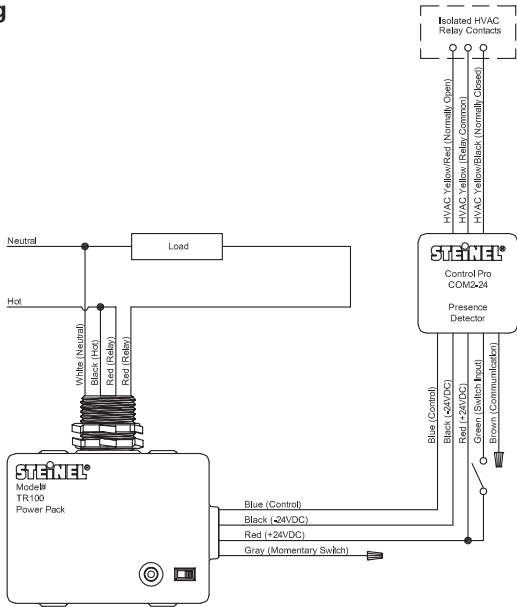 g
Isolated HVAC
Relay Contacts
HVAC Yellow/Red (Normally Open)
HVAC Yellow (Relay Common)
HVAC Yellow/Black (Normally Closed)
STEINEL®
Control Pro
COM2-24
Presence
Detector
Neutral
Load
Hot
White (Neutral)
Black (Hot)
Red (Relay)
Red (Relay)
Blue (Control)
Black (-24VDC)
Red (+24VDC)
Green (Switch Input)
Brown (Communication)
STEINEL®
Model#
TR100
Power Pack
Blue (Control)
Black (-24VDC)
Red (+24VDC)
Gray (Momentary Switch)